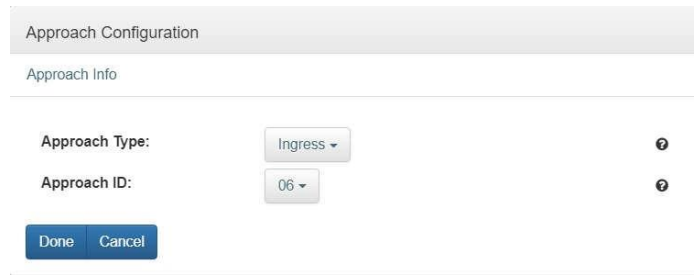 Approach Configuration
Approach Info
Approach Type: Ingress
Approach ID: 06
Done Cancel